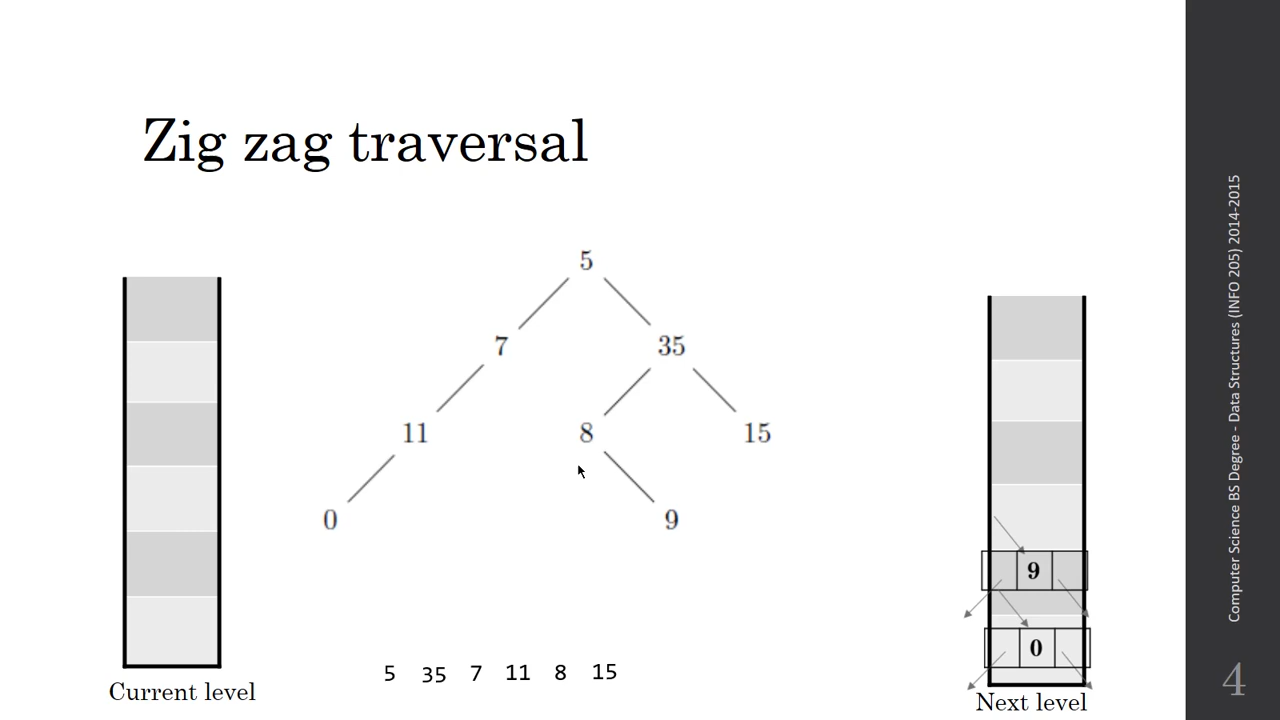 Zig zag traversal
5
7 35
11 8 15
0 9
9
0
5 35 7 11 8 15
Current level
Next level
Computer Science BS Degree - Data Structures (INFO 205) 2014-2015
4